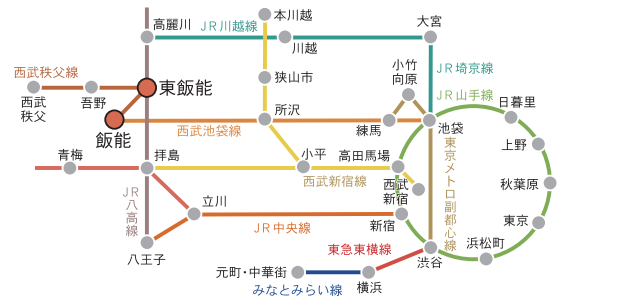 高麗川
JR川越線
本川越
川越
大宮
西武秩父線
西武
秩父
吾野
東飯能
飯能
狭山市
所沢
西武池袋線
小竹
向原
練馬
JR埼京線
JR山手線
池袋
日暮里
上野
秋葉原
東京
浜松町
東京メトロ副都心線
青梅
拝島
小平
高田馬場
西武新宿線
西武
新宿
新宿
JR八高線
立川
JR中央線
八王子
東急東横線
渋谷
元町・中華街
横浜
みなとみらい線